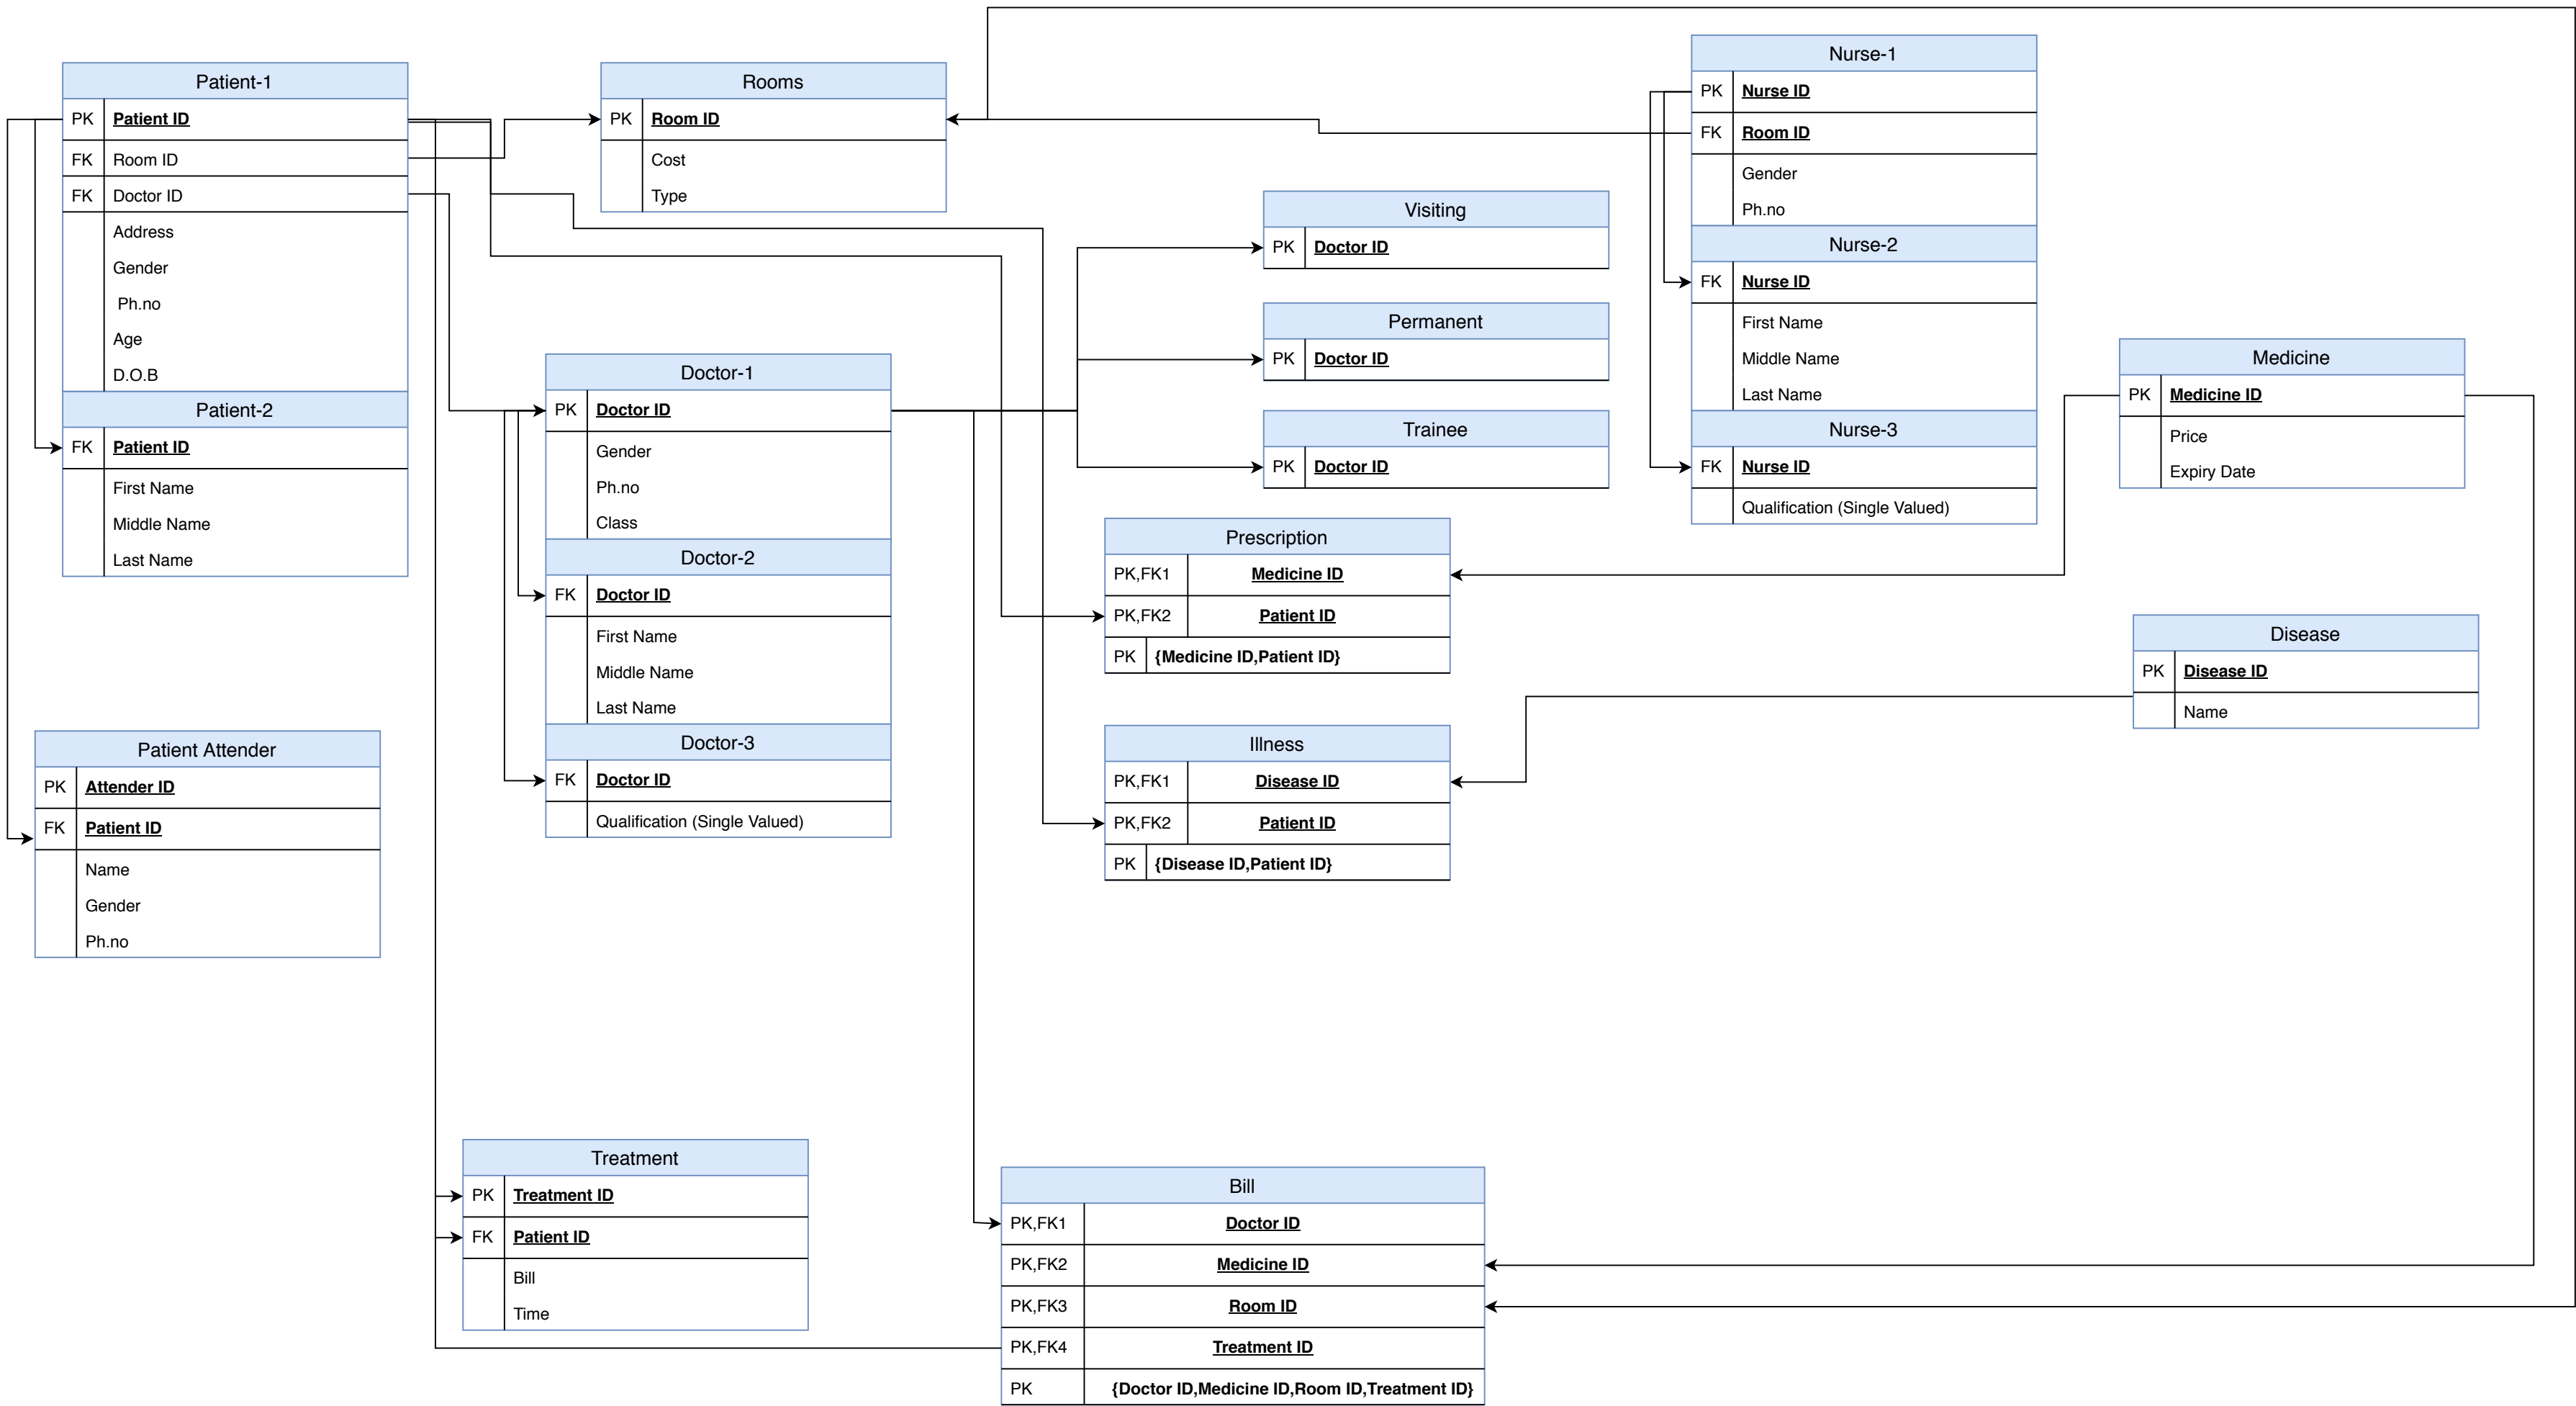 Patient-1
PK Patient ID
FK Room ID
FK Doctor ID
Address
Gender
Ph.no
Age
D.O.B
Patient-2
FK Patient ID
First Name
Middle Name
Last Name
Patient Attender
PK Attender ID
FK Patient ID
Name
Gender
Ph.no
Rooms
PK Room ID
Cost
Type
Doctor-1
PK Doctor ID
Gender
Ph.no
Class
Doctor-2
FK Doctor ID
First Name
Middle Name
Last Name
Doctor-3
FK Doctor ID
Qualification (Single Valued)
Treatment
PK Treatment ID
FK Patient ID
Bill
Time
Visiting
PK Doctor ID
Permanent
PK Doctor ID
Trainee
PK Doctor ID
Prescription
PK,FK1 Medicine ID
PK,FK2 Patient ID
PK {Medicine ID,Patient ID}
Illness
PK,FK1 Disease ID
PK,FK2 Patient ID
PK {Disease ID,Patient ID}
Bill
PK,FK1 Doctor ID
PK,FK2 Medicine ID
PK,FK3 Room ID
PK,FK4 Treatment ID
PK {Doctor ID,Medicine ID,Room ID,Treatment ID}
Nurse-1
PK Nurse ID
FK Room ID
Gender
Ph.no
Nurse-2
FK Nurse ID
First Name
Middle Name
Last Name
Nurse-3
FK Nurse ID
Qualification (Single Valued)
Medicine
PK Medicine ID
Price
Expiry Date
Disease
PK Disease ID
Name